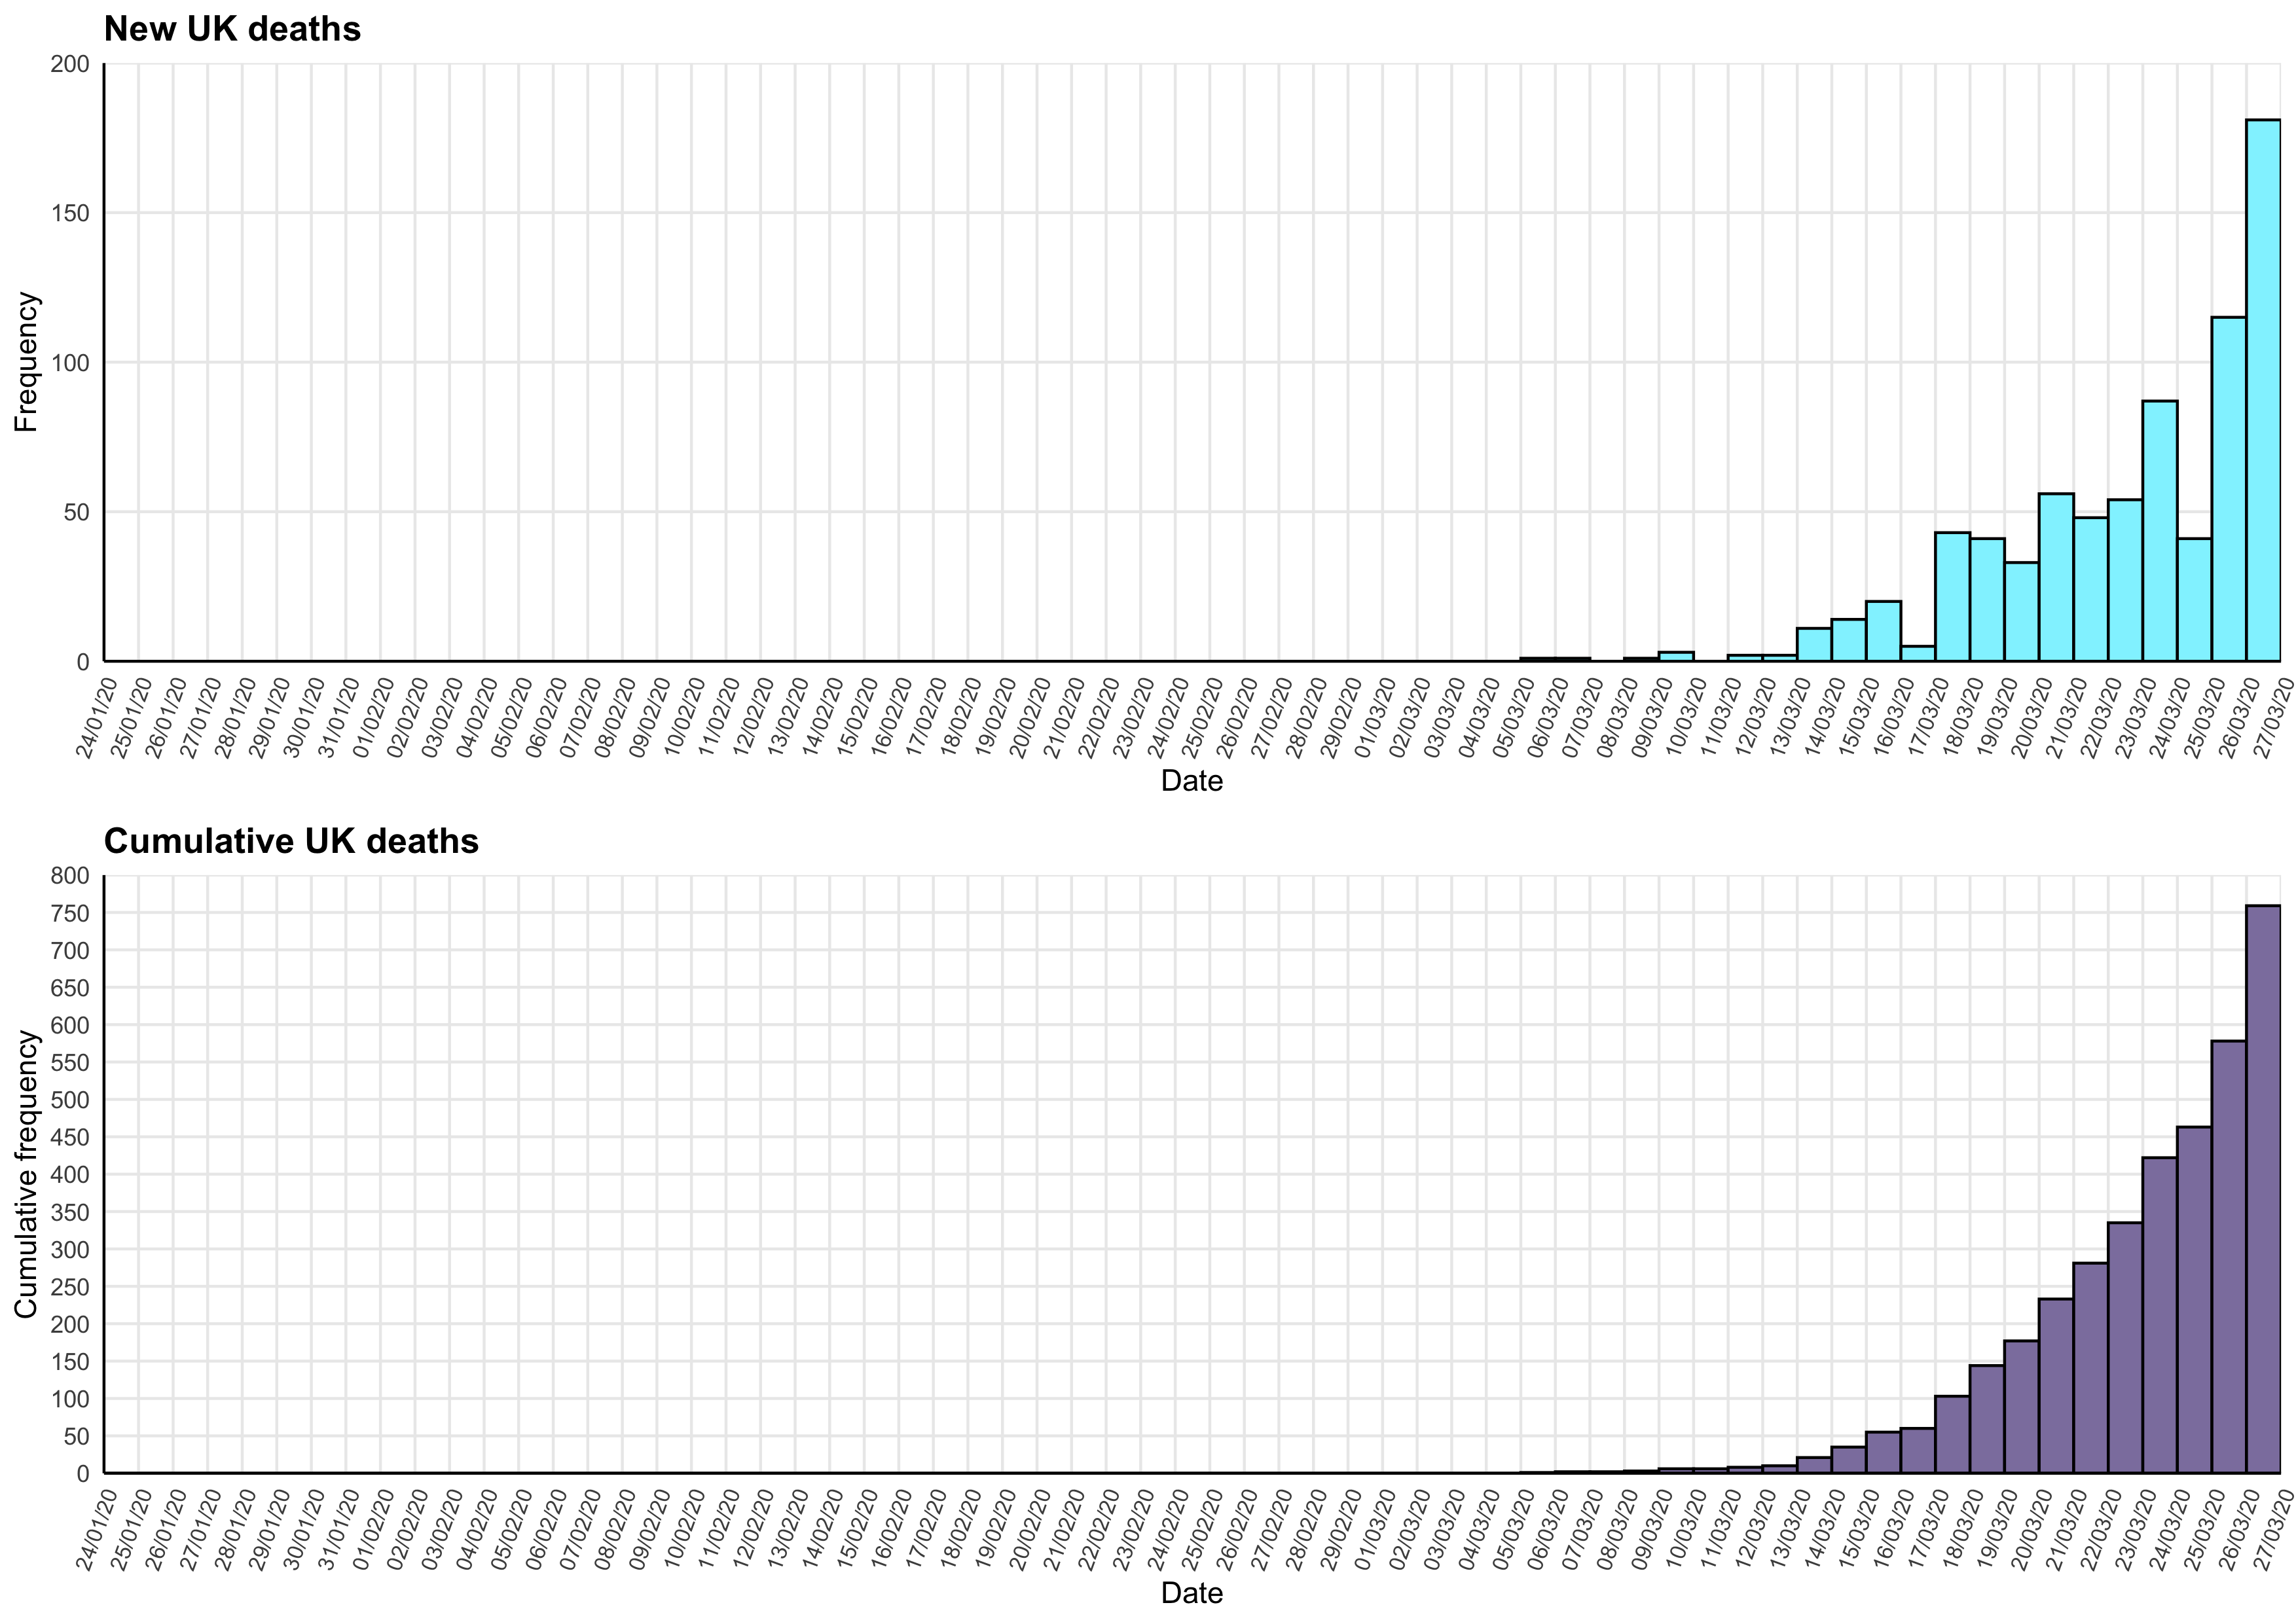 New UK deaths
200
150
100
50
0
Frequency
24/01/20 25/01/20 26/01/20 27/01/20 28/01/20 29/01/20 30/01/20 31/01/20 01/02/20 02/02/20 03/02/20 04/02/20 05/02/20 06/02/20 07/02/20 08/02/20 09/02/20 10/02/20 11/02/20 12/02/20 13/02/20 14/02/20 15/02/20 16/02/20 17/02/20 18/02/20 19/02/20 20/02/20 21/02/20 22/02/20 23/02/20 24/02/20 25/02/20 26/02/20 27/02/20 28/02/20 29/02/20 01/03/20 02/03/20 03/03/20 04/03/20 05/03/20 06/03/20 07/03/20 08/03/20 09/03/20 10/03/20 11/03/20 12/03/20 13/03/20 14/03/20 15/03/20 16/03/20 17/03/20 18/03/20 19/03/20 20/03/20 21/03/20 22/03/20 23/03/20 24/03/20 25/03/20 26/03/20 27/03/20
Date
Cumulative UK deaths
800
750
700
650
600
550
500
450
400
350
300
250
200
150
100
50
0
Cumulative frequency
24/01/20 25/01/20 26/01/20 27/01/20 28/01/20 29/01/20 30/01/20 31/01/20 01/02/20 02/02/20 03/02/20 04/02/20 05/02/20 06/02/20 07/02/20 08/02/20 09/02/20 10/02/20 11/02/20 12/02/20 13/02/20 14/02/20 15/02/20 16/02/20 17/02/20 18/02/20 19/02/20 20/02/20 21/02/20 22/02/20 23/02/20 24/02/20 25/02/20 26/02/20 27/02/20 28/02/20 29/02/20 01/03/20 02/03/20 03/03/20 04/03/20 05/03/20 06/03/20 07/03/20 08/03/20 09/03/20 10/03/20 11/03/20 12/03/20 13/03/20 14/03/20 15/03/20 16/03/20 17/03/20 18/03/20 19/03/20 20/03/20 21/03/20 22/03/20 23/03/20 24/03/20 25/03/20 26/03/20 27/03/20
Date